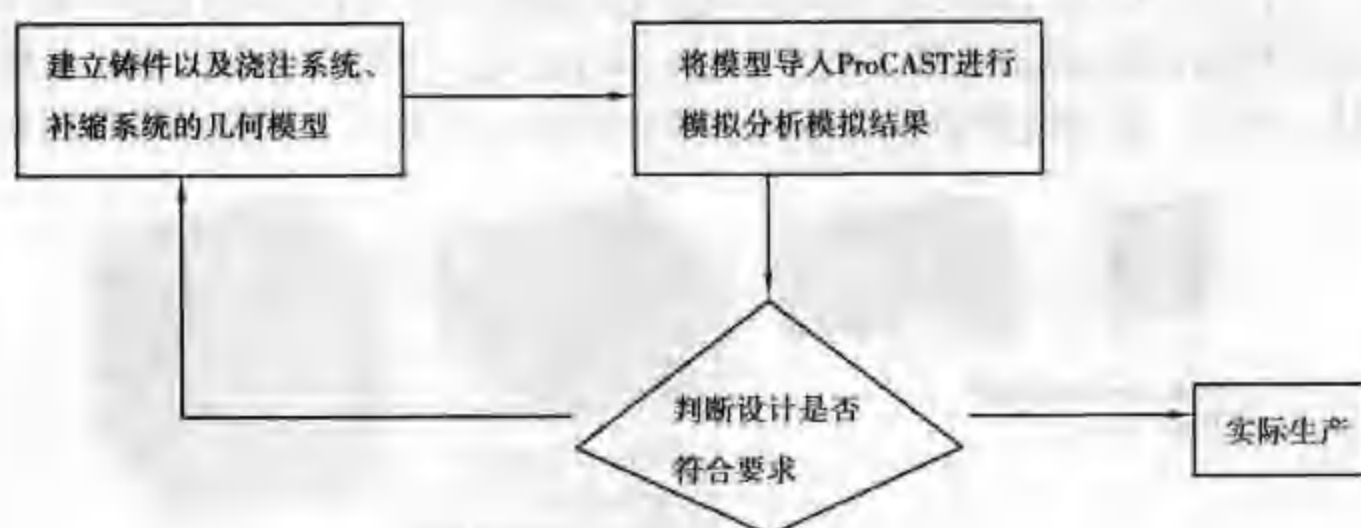 建立铸件以及浇注系统、
补缩系统的几何模型
将模型导入ProCAST进行
模拟分析模拟结果
判断设计是否
符合要求
实际生产